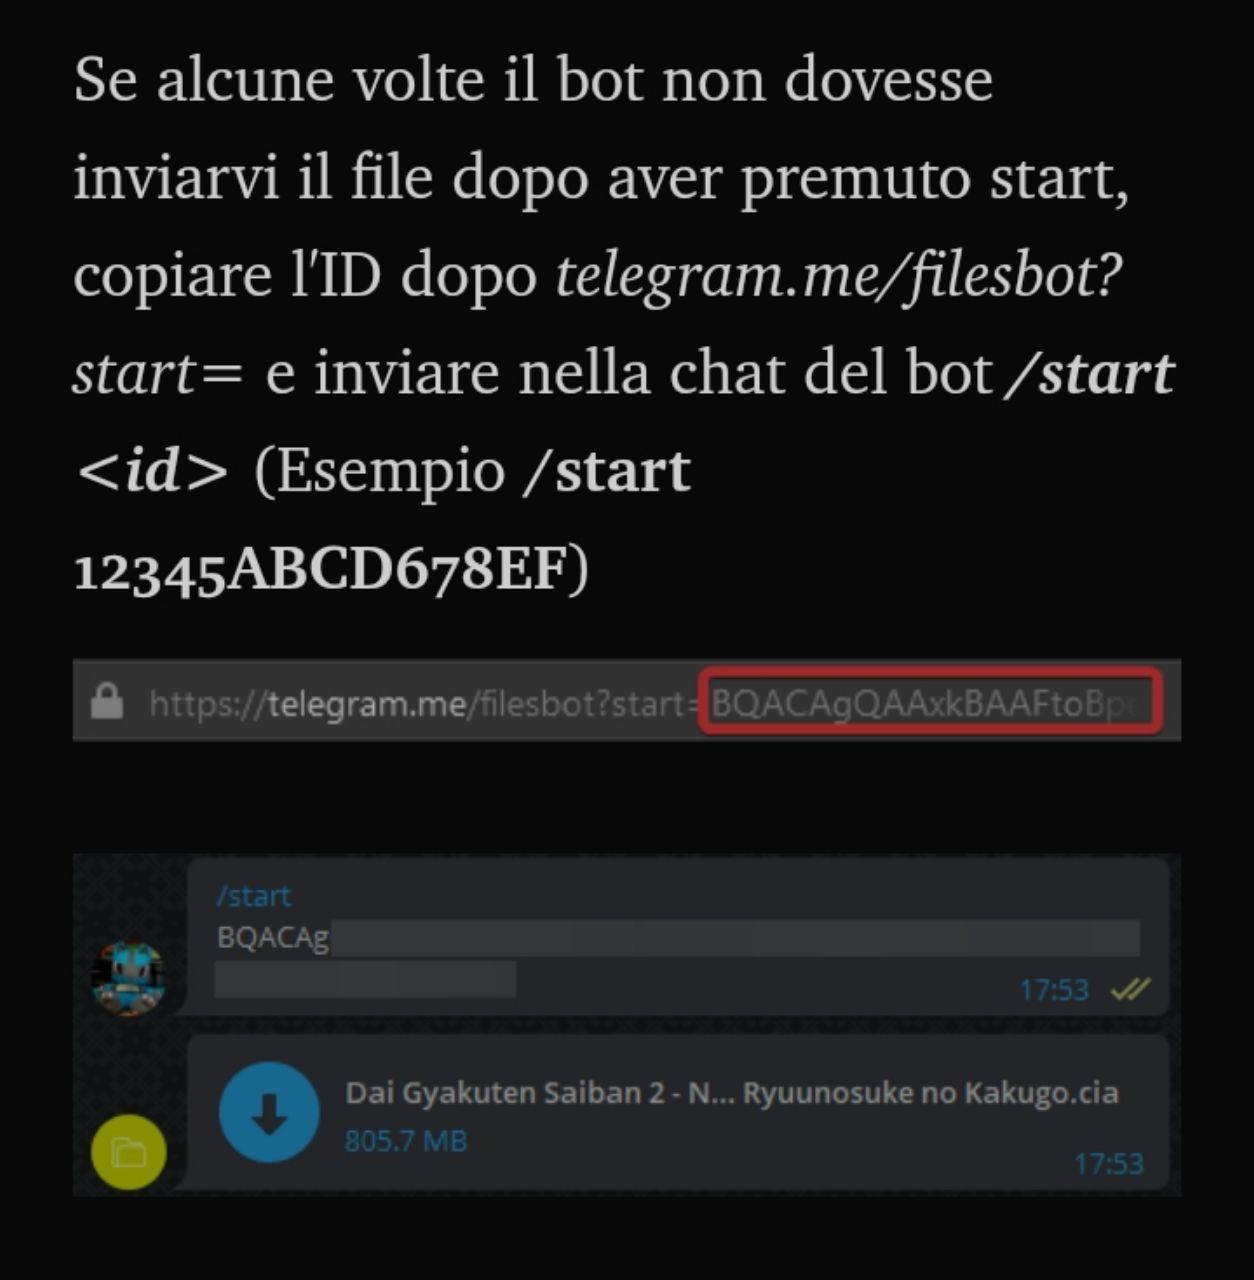 Se alcune volte il bot non dovesse
inviarvi il file dopo aver premuto start,
copiare l'ID dopo telegram.me/filesbot?
start= e inviare nella chat del bot /start
<id> (Esempio /start
12345ABCD678EF)
https://telegram.me/filesbot?start=BQACAgQAAxkBAAFtoBp
/start
BQACAg
17:53
Dai Gyakuten Saiban 2 - N... Ryuunosuke no Kakugo.cia
805.7 MB
17:53